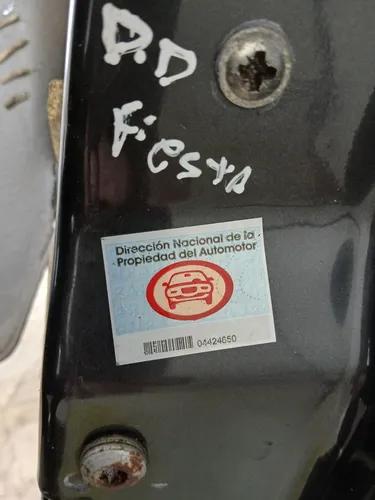 D.D
Fiesta
Dirección Nacional de la
Propiedad del Automotor
04424650